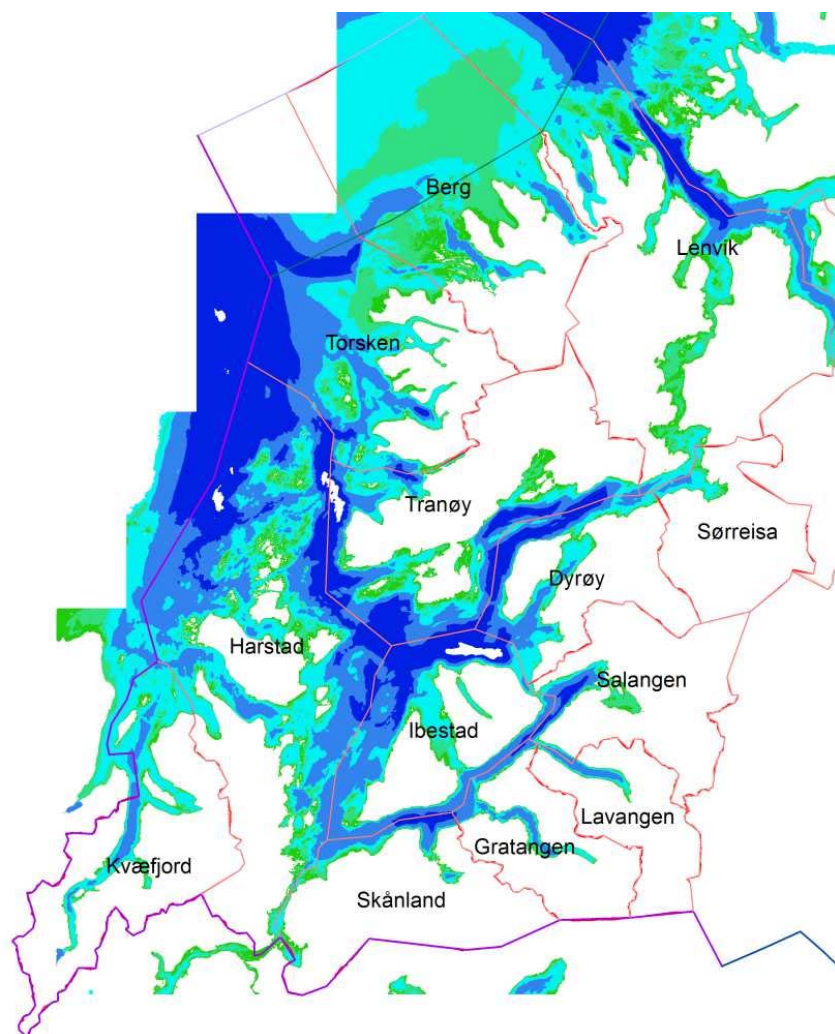 Berg
Lenvik
Torsken
Tranøy
Sørreisa
Dyrøy
Harstad
Salangen
Ibestad
Lavangen
Gratangen
Kvæfjord
Skånland